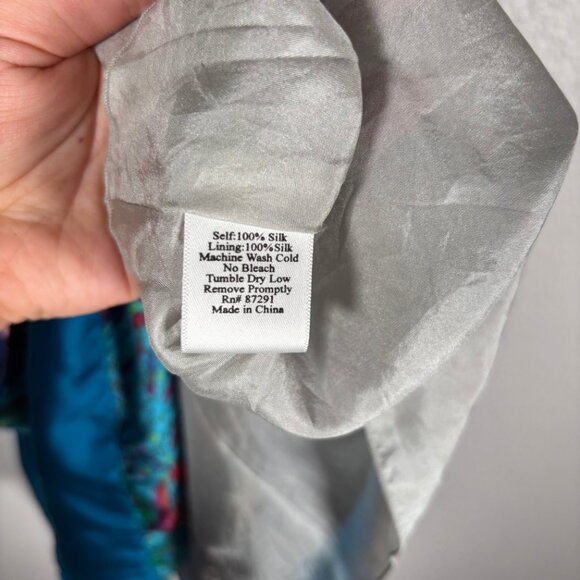 Self:100% Silk
Lining:100%Silk
Machine Wash Cold
No Bleach
Tumble Dry Low
Remove Promptly
Rn# 87291
Made in China